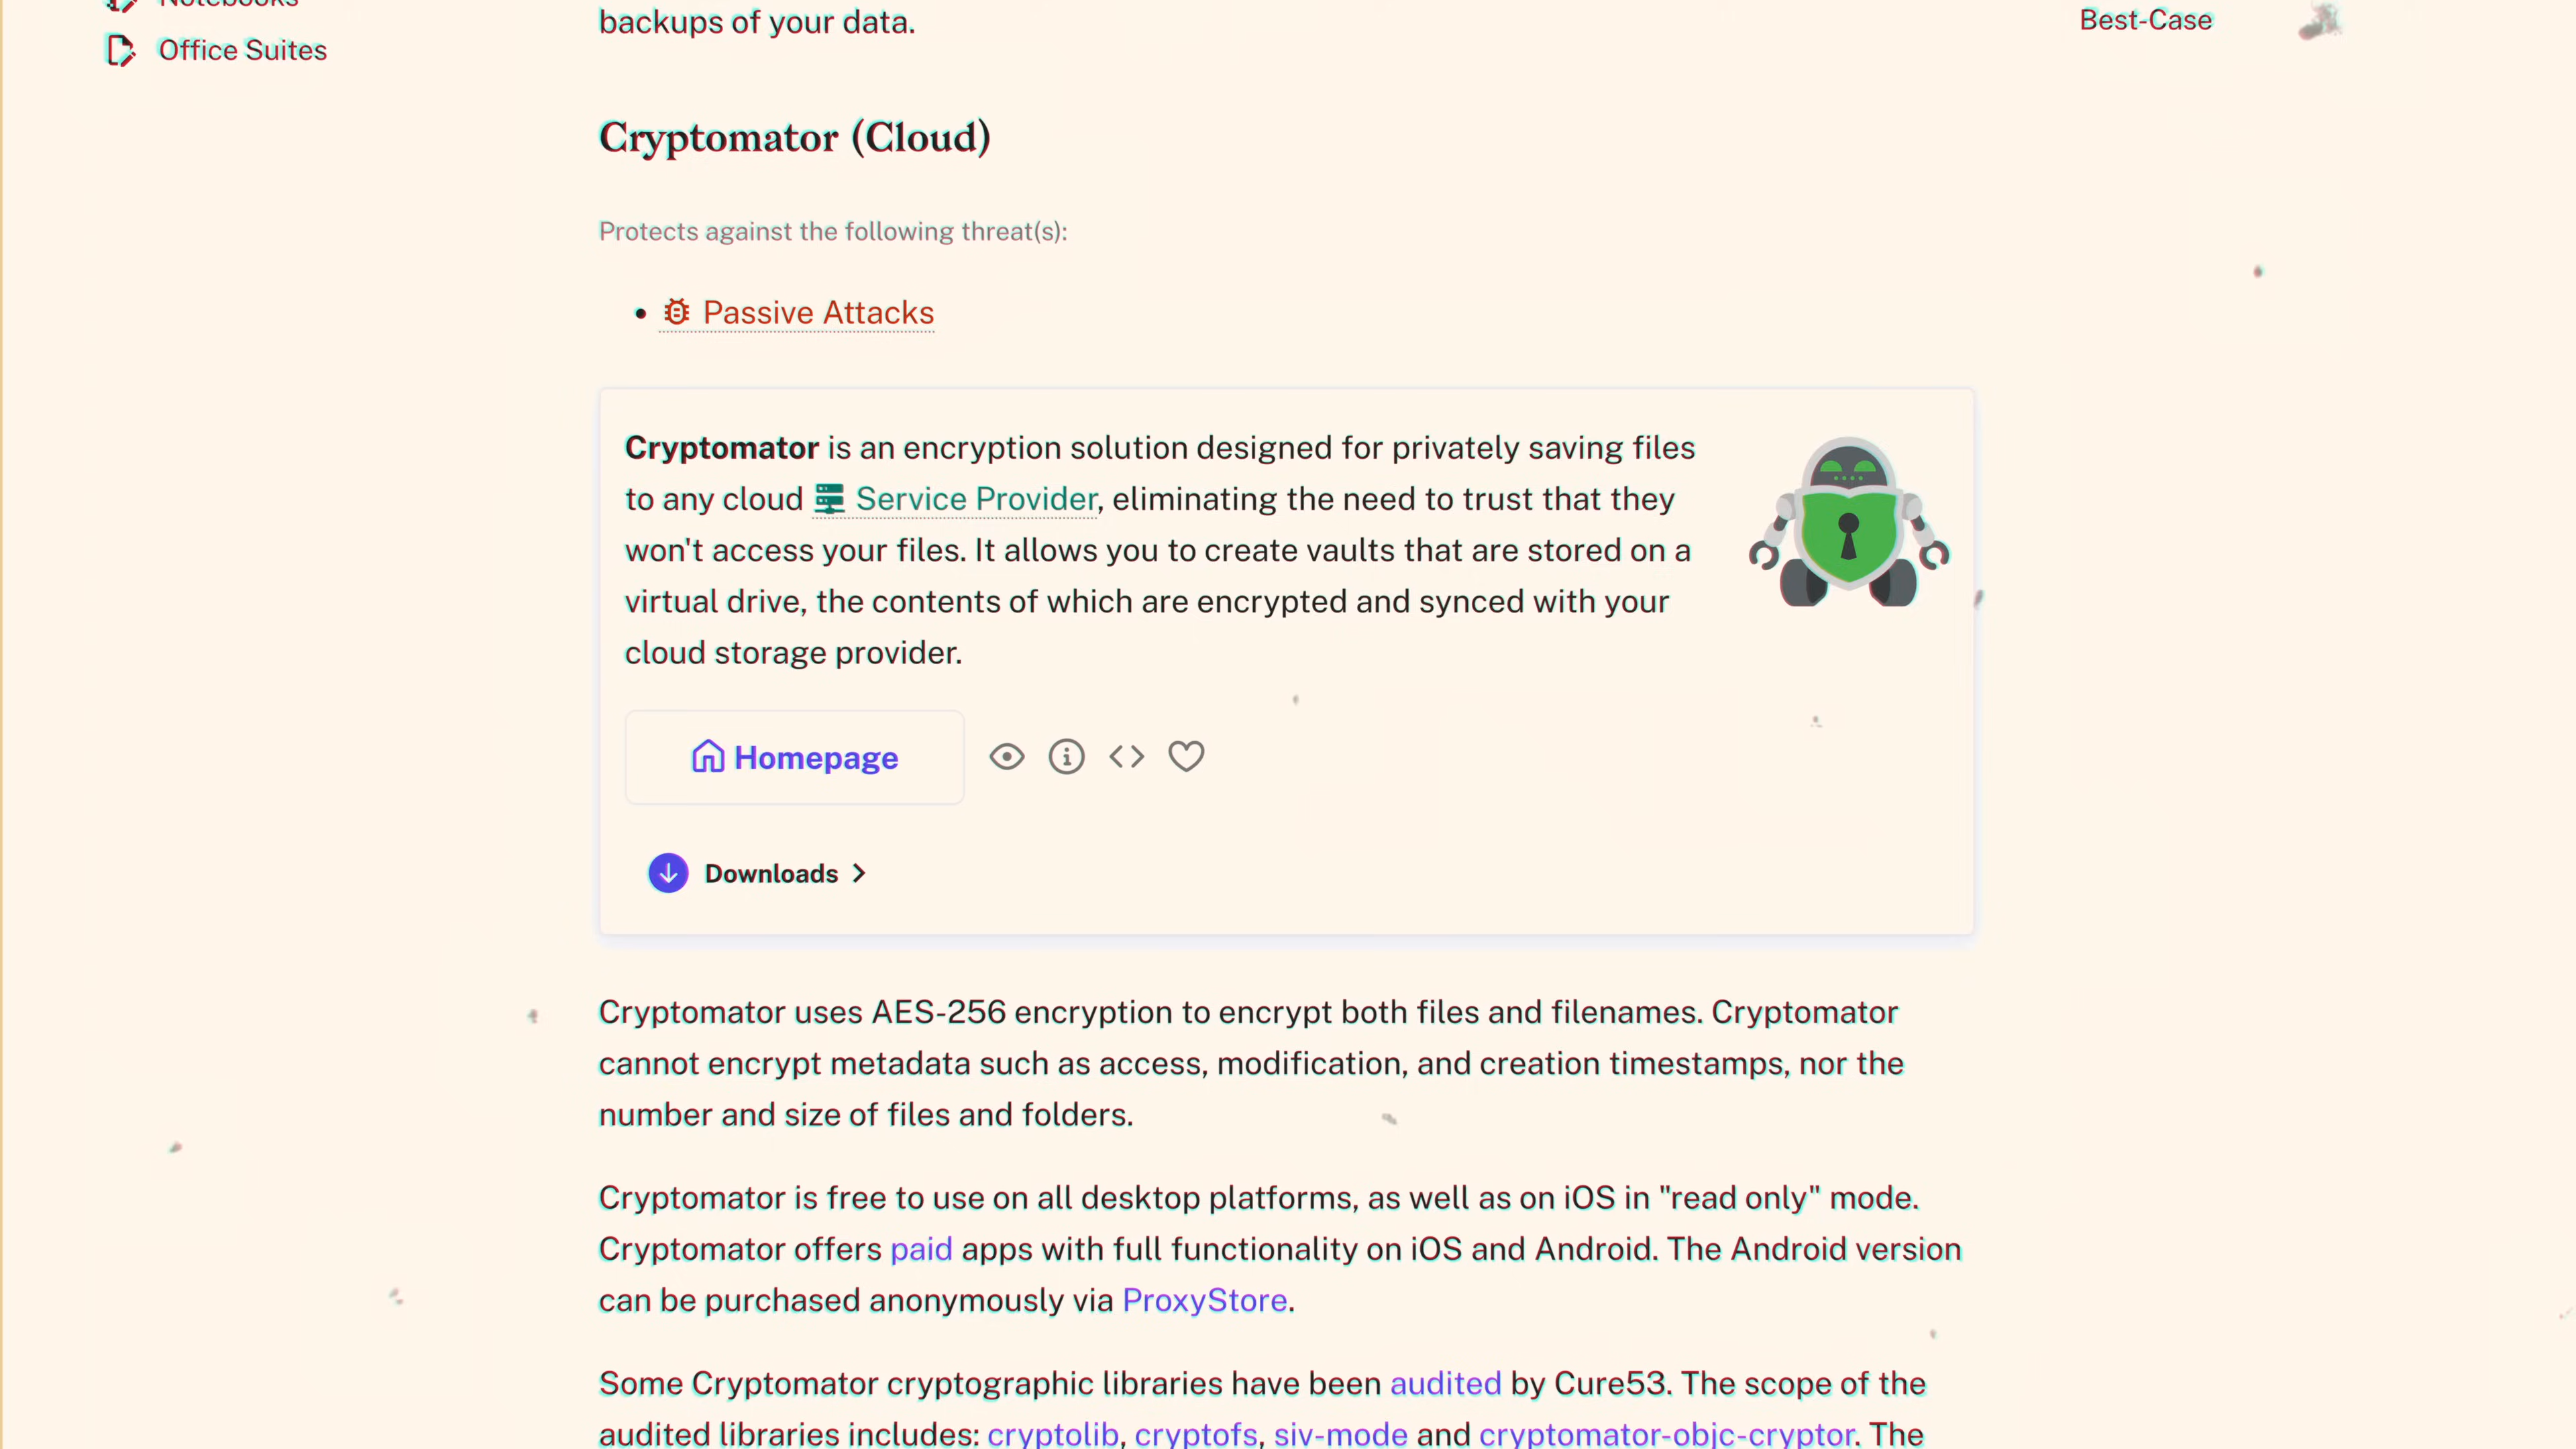 Notebooks
Office Suites
backups of your data.
Best-Case
Cryptomator (Cloud)
Protects against the following threat(s):
• Passive Attacks
Cryptomator is an encryption solution designed for privately saving files
to any cloud Service Provider, eliminating the need to trust that they
won't access your files. It allows you to create vaults that are stored on a
virtual drive, the contents of which are encrypted and synced with your
cloud storage provider.
Homepage
Downloads
Cryptomator uses AES-256 encryption to encrypt both files and filenames. Cryptomator
cannot encrypt metadata such as access, modification, and creation timestamps, nor the
number and size of files and folders.
Cryptomator is free to use on all desktop platforms, as well as on iOS in "read only" mode.
Cryptomator offers paid apps with full functionality on iOS and Android. The Android version
can be purchased anonymously via ProxyStore.
Some Cryptomator cryptographic libraries have been audited by Cure53. The scope of the
audited libraries includes: cryptolib, cryptofs, siv-mode and cryptomator-objc-cryptor. The